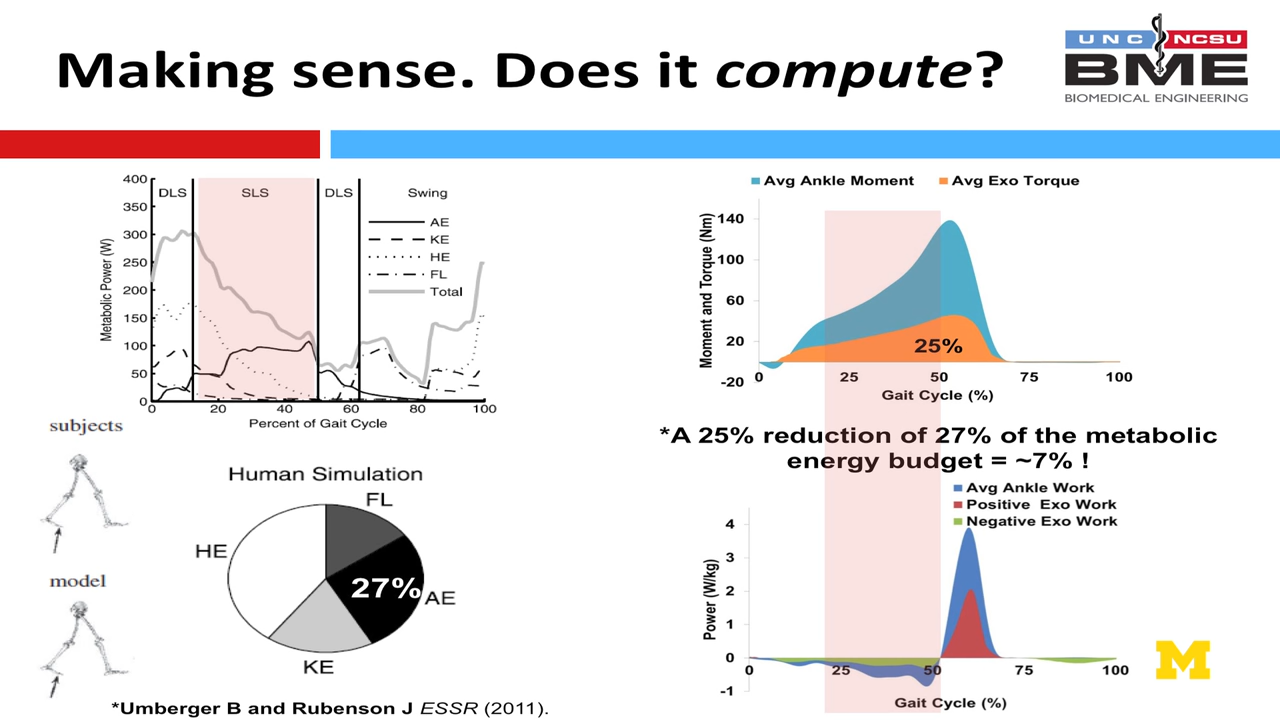 Making sense. Does it compute?
UNC NCSU
BME
BIOMEDICAL ENGINEERING
400
350
300
250
200
150
100
50
0
Metabolic Power (W)
DLS SLS DLS Swing
AE
KE
HE
FL
Total
0 20 40 60 80 100
Percent of Gait Cycle
subjects
model
Human Simulation
FL
HE
27%
AE
KE
*Umberger B and Rubenson J ESSR (2011).
Avg Ankle Moment Avg Exo Torque
Moment and Torque (Nm)
140
100
60
20
-20
25%
0 25 50 75 100
Gait Cycle (%)
*A 25% reduction of 27% of the metabolic
energy budget = ~7% !
Avg Ankle Work
Positive Exo Work
Negative Exo Work
Power (W/kg)
4
3
2
1
0
-1
0 25 50 75 100
Gait Cycle (%)
M